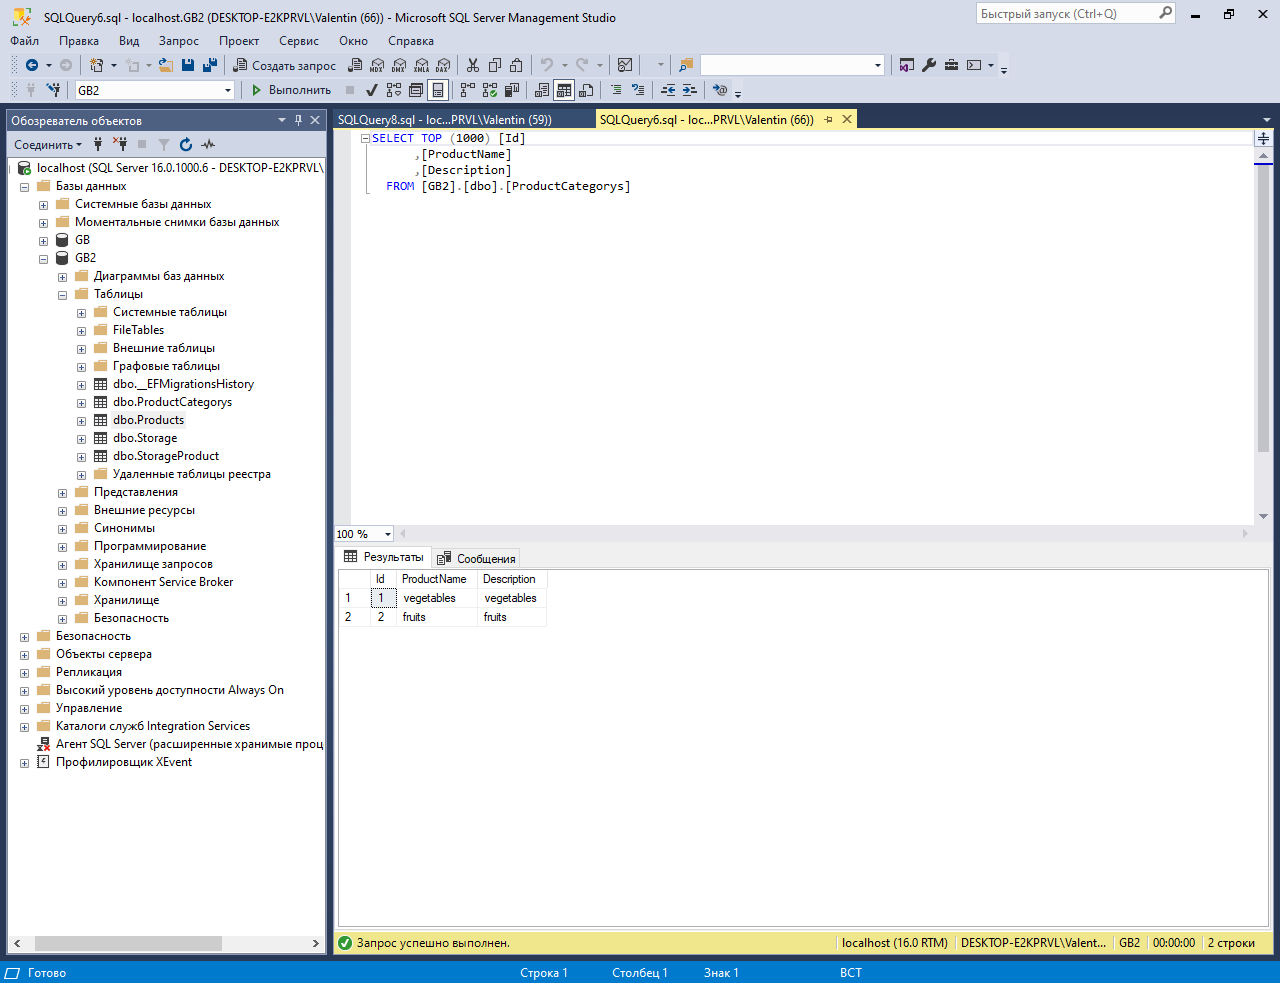 SQLQuery6.sql - localhost.GB2 (DESKTOP-E2KPRVL\Valentin (66)) - Microsoft SQL Server Management Studio
Быстрый запуск (Ctrl+Q)
Файл Правка Вид Запрос Проект Сервис Окно Справка
Создать запрос MDX DMX XMLA DAX
GB2 Выполнить
Обозреватель объектов
Соединить
localhost (SQL Server 16.0.1000.6 - DESKTOP-E2KPRVL\
Базы данных
Системные базы данных
Моментальные снимки базы данных
GB
GB2
Диаграммы баз данных
Таблицы
Системные таблицы
FileTables
Внешние таблицы
Графовые таблицы
dbo.__EFMigrationsHistory
dbo.ProductCategorys
dbo.Products
dbo.Storage
dbo.StorageProduct
Удаленные таблицы реестра
Представления
Внешние ресурсы
Синонимы
Программирование
Хранилище запросов
Компонент Service Broker
Хранилище
Безопасность
Безопасность
Объекты сервера
Репликация
Высокий уровень доступности Always On
Управление
Каталоги служб Integration Services
Агент SQL Server (расширенные хранимые проц
Профилировщик XEvent
SQLQuery8.sql - loc...PRVL\Valentin (59)) SQLQuery6.sql - loc...PRVL\Valentin (66))
SELECT TOP (1000) [Id]
,[ProductName]
,[Description]
FROM [GB2].[dbo].[ProductCategorys]
100 %
Результаты Сообщения
Id ProductName Description
1 1 vegetables vegetables
2 2 fruits fruits
Запрос успешно выполнен. localhost (16.0 RTM) DESKTOP-E2KPRVL\Valent... GB2 00:00:00 2 строки
Готово Строка 1 Столбец 1 Знак 1 ВСТ